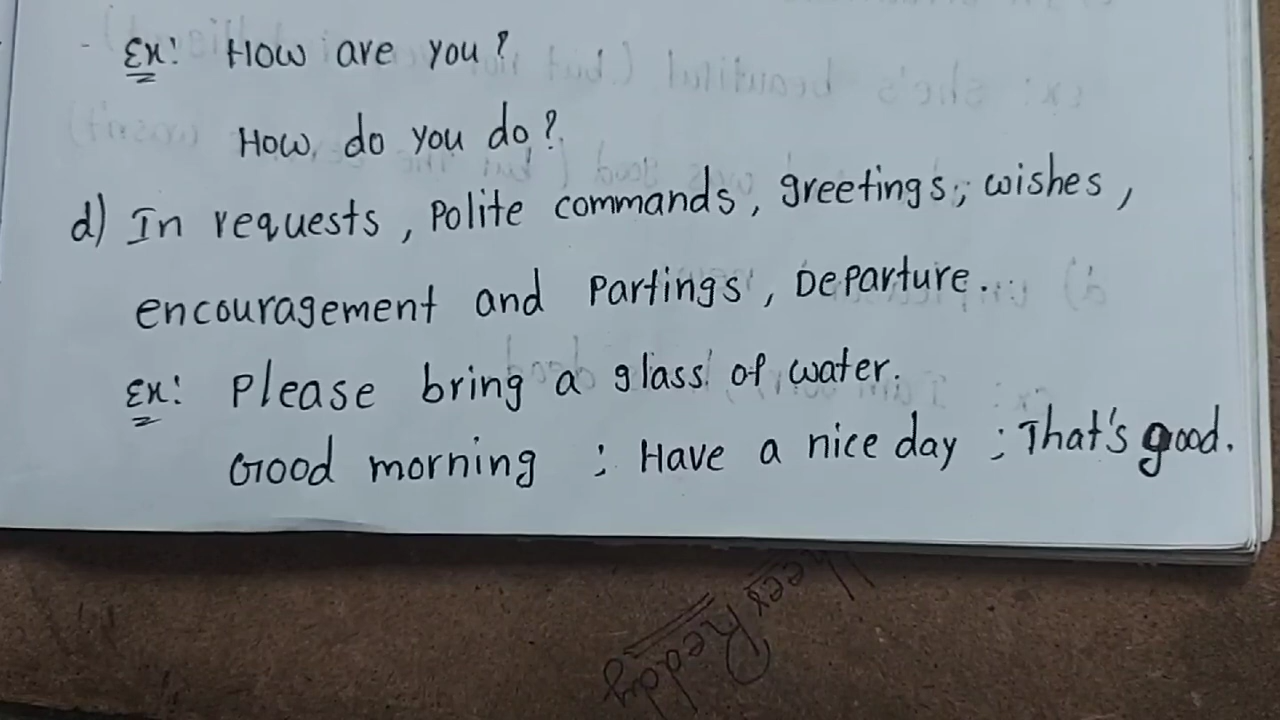 Ex: How are you?
How do you do?
d) In requests, Polite commands, greetings, wishes,
encouragement and Partings, Departure..
Ex: Please bring a glass of water.
Good morning ; Have a nice day ; That's good.
Reddy